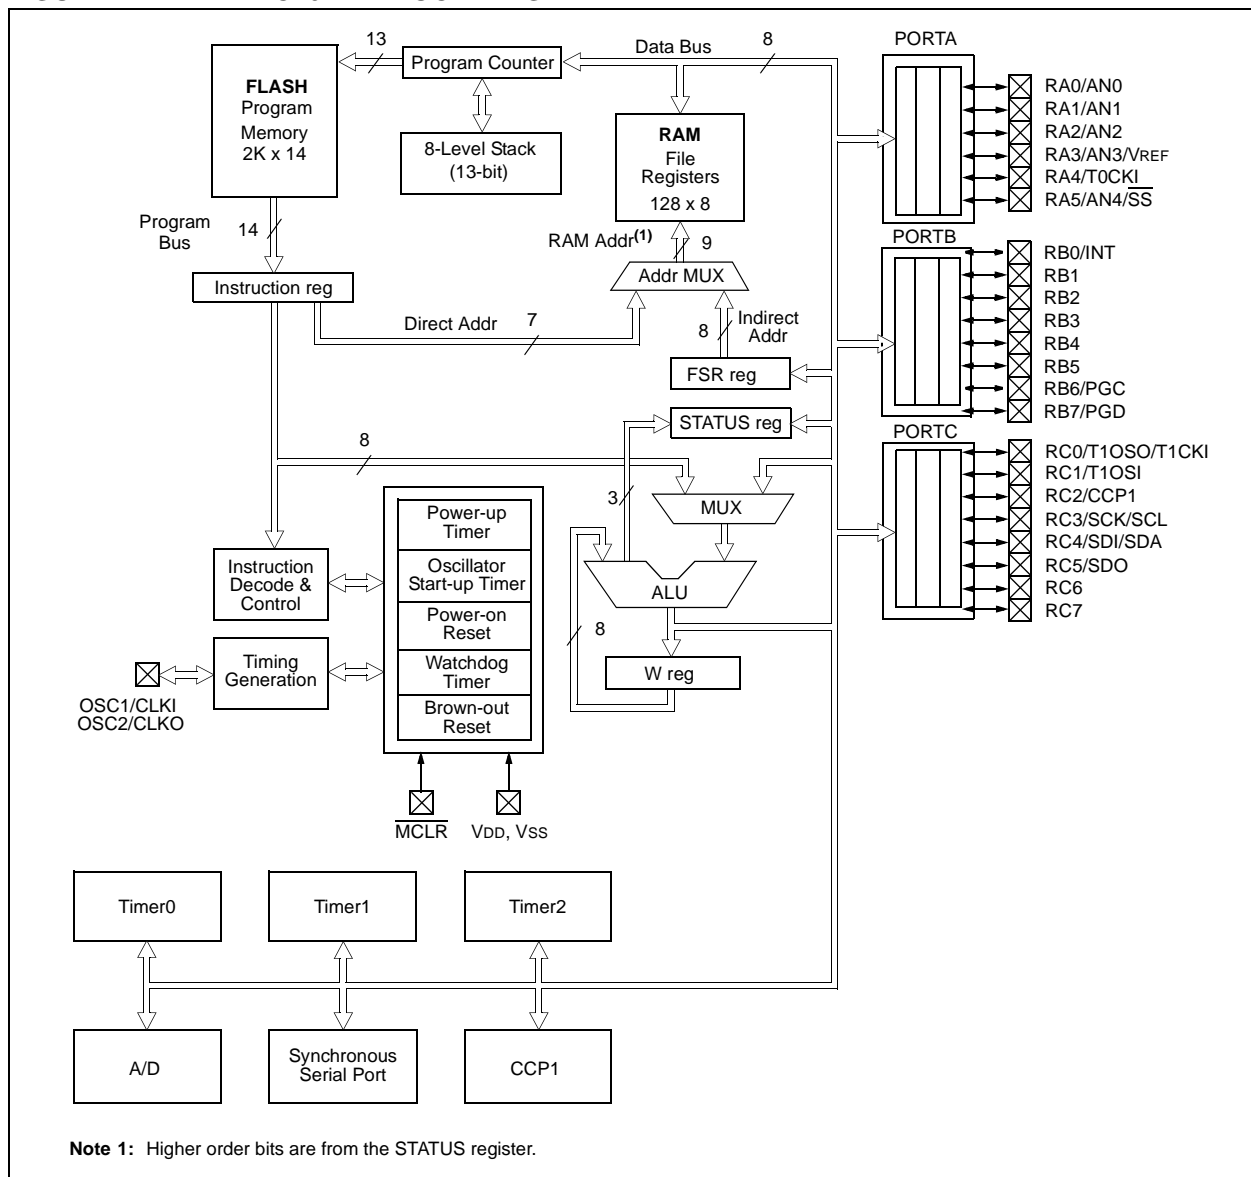 13
Data Bus
8
PORTA
FLASH
Program
Memory
2K x 14
Program Counter
8-Level Stack
(13-bit)
RAM
File
Registers
128 x 8
RA0/AN0
RA1/AN1
RA2/AN2
RA3/AN3/VREF
RA4/T0CKI
RA5/AN4/SS
Program
Bus
14
RAM Addr(1)
9
PORTB
Instruction reg
Addr MUX
Direct Addr
7
8
Indirect
Addr
FSR reg
STATUS reg
RB0/INT
RB1
RB2
RB3
RB4
RB5
RB6/PGC
RB7/PGD
PORTC
8
3
MUX
RC0/T1OSO/T1CKI
RC1/T1OSI
RC2/CCP1
RC3/SCK/SCL
RC4/SDI/SDA
RC5/SDO
RC6
RC7
Power-up
Timer
Oscillator
Start-up Timer
Power-on
Reset
Watchdog
Timer
Brown-out
Reset
Instruction
Decode &
Control
ALU
8
W reg
Timing
Generation
OSC1/CLKI
OSC2/CLKO
MCLR
VDD, VSS
Timer0
Timer1
Timer2
A/D
Synchronous
Serial Port
CCP1
Note 1: Higher order bits are from the STATUS register.